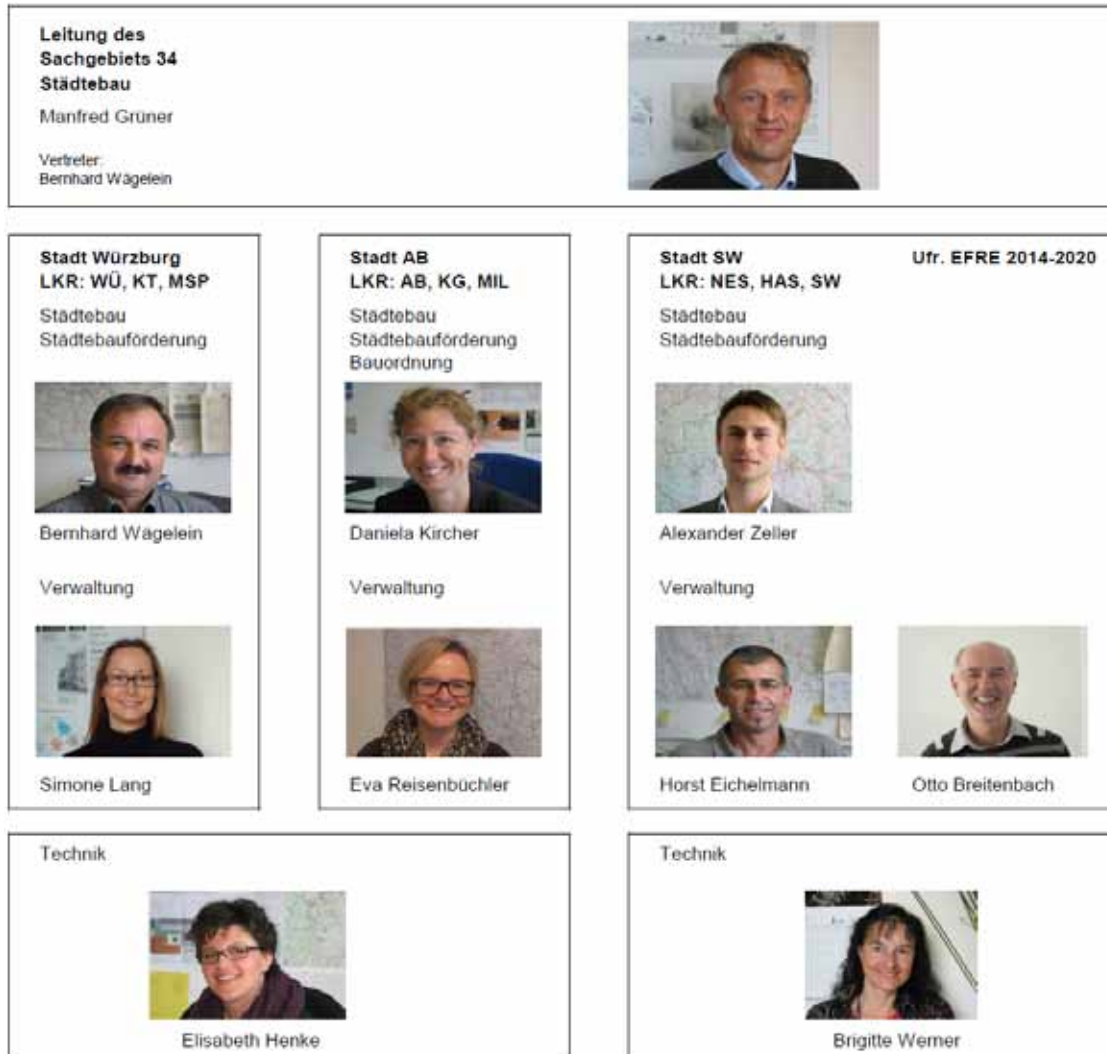 Leitung des
Sachgebiets 34
Städtebau
Manfred Grüner
Vertreter:
Bernhard Wägelein
Stadt Würzburg
LKR: WÜ, KT, MSP
Städtebau
Städtebauförderung
Bernhard Wägelein
Verwaltung
Simone Lang
Stadt AB
LKR: AB, KG, MIL
Städtebau
Städtebauförderung
Bauordnung
Daniela Kircher
Verwaltung
Eva Reisenbüchler
Stadt SW
LKR: NES, HAS, SW
Städtebau
Städtebauförderung
Alexander Zeller
Verwaltung
Horst Eichelmann
Ufr. EFRE 2014-2020
Otto Breitenbach
Technik
Elisabeth Henke
Technik
Brigitte Werner